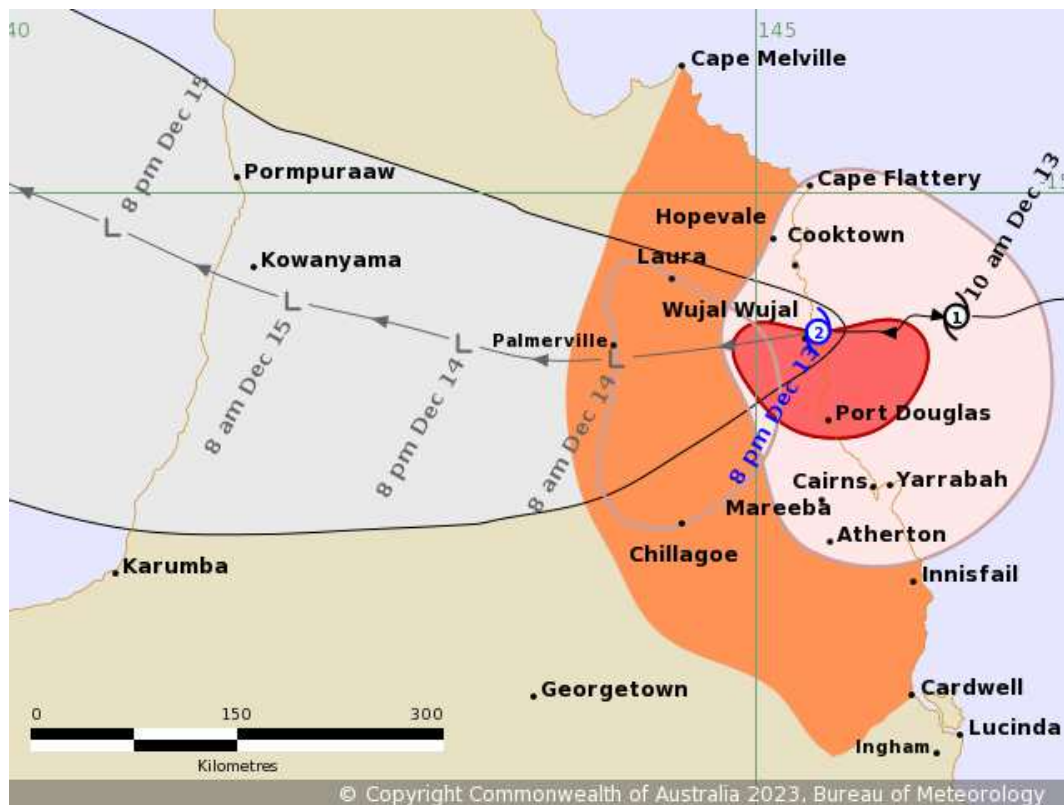 40
145
Cape Melville
8 pm Dec 15
Pormpuraaw
Cape Flattery
10 am Dec 13
Hopevale
Cooktown
Kowanyama
Laura
Wujal Wujal
1
2
Palmerville
8 am Dec 15
8 pm Dec 14
8 am Dec 14
8 pm Dec 13
Port Douglas
Cairns
Yarrabah
Mareeba
Atherton
Chillagoe
Karumba
Innisfail
Georgetown
Cardwell
0 150 300
Lucinda
Ingham
Kilometres
© Copyright Commonwealth of Australia 2023, Bureau of Meteorology